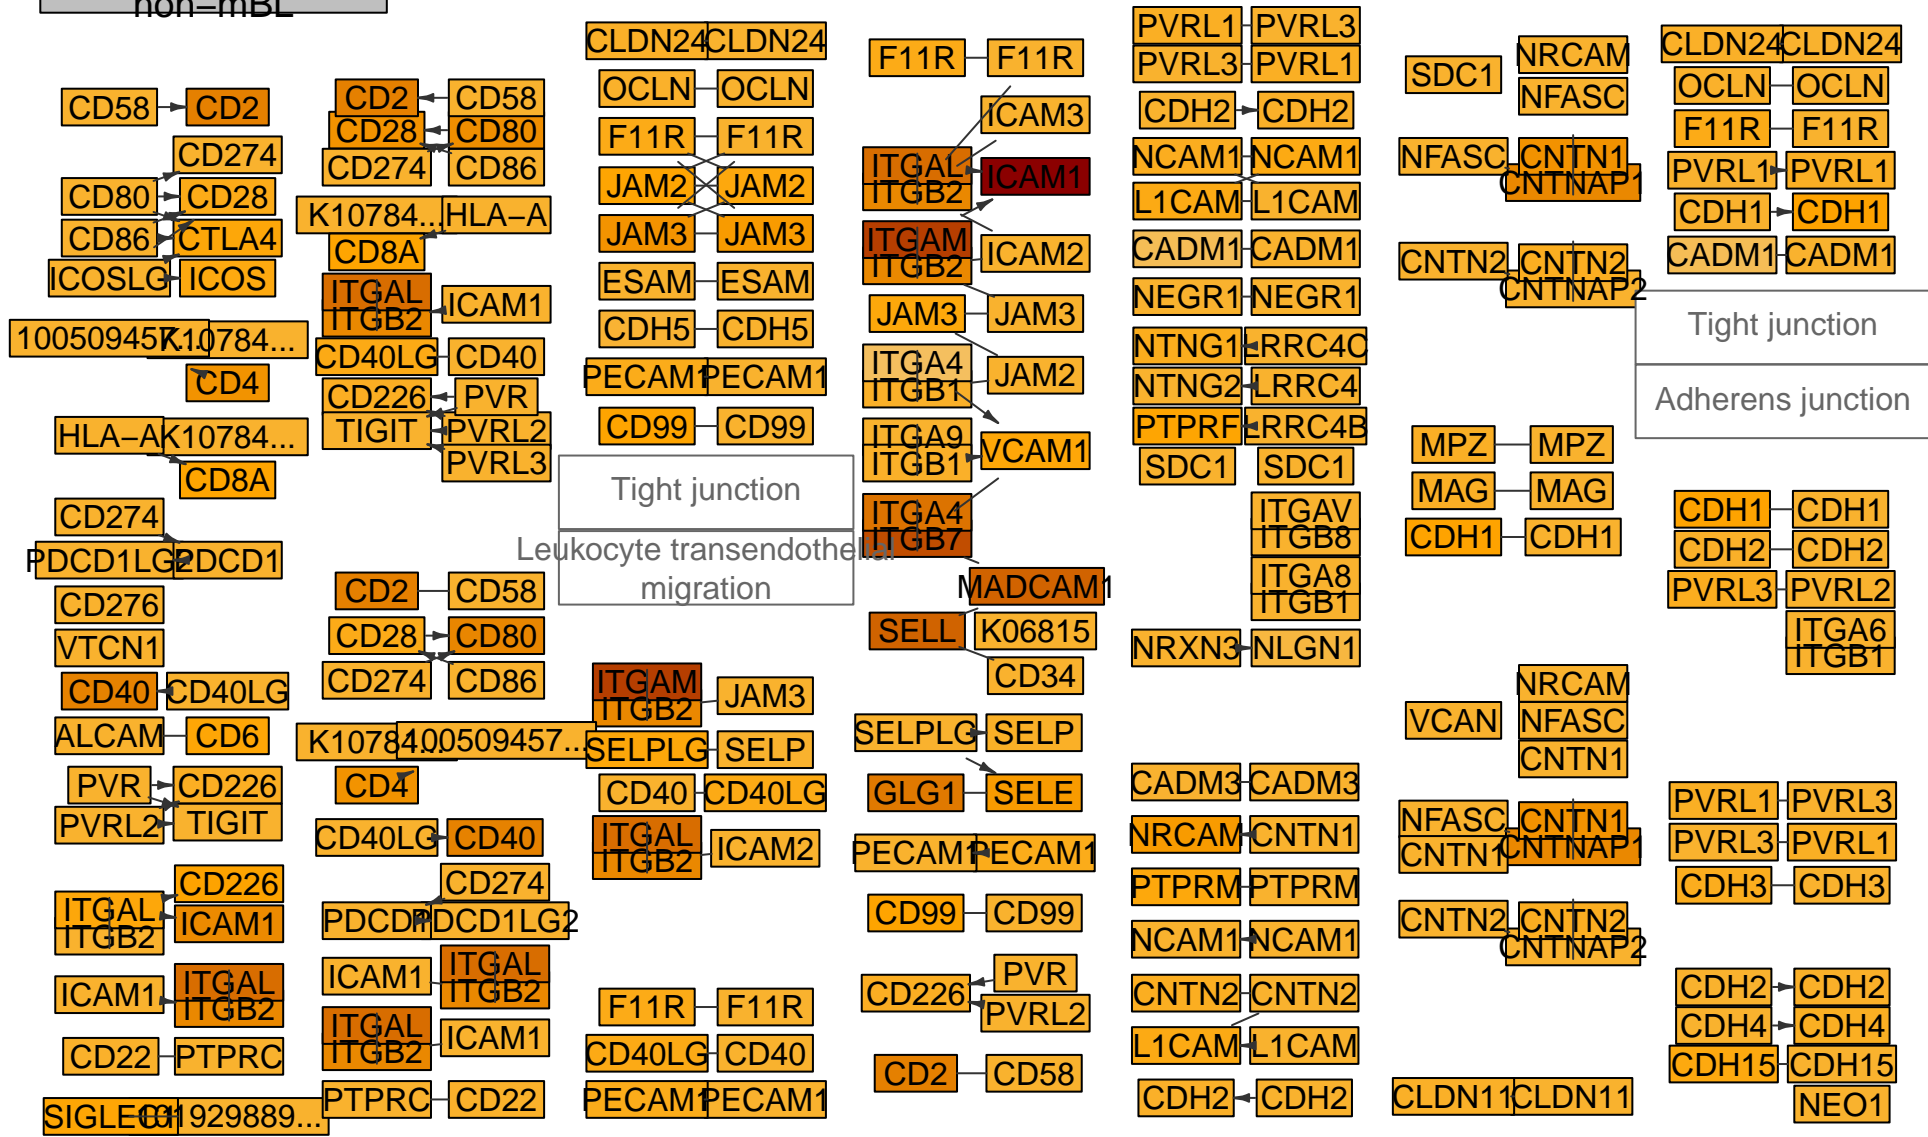 non−mBL
CD58
CD2
CD274
CD80
CD28
CD86
CTLA4
ICOSLG
ICOS
100509457...
K10784...
CD4
HLA−A
K10784...
CD8A
CD274
PDCD1LG2
PDCD1
CD276
VTCN1
CD40
CD40LG
ALCAM
CD6
PVR
CD226
PVRL2
TIGIT
CD226
ITGAL
ITGB2
ICAM1
ICAM1
ITGAL
ITGB2
CD22
PTPRC
101929889...
CD2
CD58
CD28
CD80
CD274
CD86
K10784...
HLA−A
CD8A
ITGAL
ITGB2
ICAM1
CD40LG
CD40
CD226
PVR
TIGIT
PVRL2
PVRL3
CD2
CD58
CD28
CD80
CD274
CD86
K10784...
100509457...
CD4
CD40LG
CD40
CD274
PDCD1
PDCD1LG2
ICAM1
ITGAL
ITGB2
ITGAL
ITGB2
ICAM1
PTPRC
CD22
CLDN24
CLDN24
OCLN
OCLN
F11R
F11R
JAM2
JAM2
JAM3
JAM3
ESAM
ESAM
CDH5
CDH5
PECAM1
PECAM1
CD99
CD99
Tight junction
Leukocyte transendothelial
migration
ITGAM
ITGB2
JAM3
SELPLG
SELP
CD40
CD40LG
ITGAL
ITGB2
ICAM2
F11R
F11R
CD40LG
CD40
PECAM1
PECAM1
F11R
F11R
ICAM3
ITGAL
ITGB2
ICAM1
ITGAM
ITGB2
ICAM2
JAM3
JAM3
ITGA4
ITGB1
JAM2
ITGA9
ITGB1
VCAM1
ITGA4
ITGB7
MADCAM1
SELL
K06815
CD34
SELPLG
SELP
GLG1
SELE
PECAM1
PECAM1
CD99
CD99
CD226
PVR
PVRL2
CD2
CD58
PVRL1
PVRL3
PVRL3
PVRL1
CDH2
CDH2
NCAM1
NCAM1
L1CAM
L1CAM
CADM1
CADM1
NEGR1
NEGR1
NTNG1
LRRC4C
NTNG2
LRRC4
PTPRF
LRRC4B
SDC1
SDC1
ITGAV
ITGB8
ITGA8
ITGB1
NRXN3
NLGN1
CADM3
CADM3
NRCAM
CNTN1
PTPRM
PTPRM
NCAM1
NCAM1
CNTN2
CNTN2
L1CAM
L1CAM
CDH2
CDH2
SDC1
NRCAM
NFASC
NFASC
CNTN1
CNTNAP1
CNTN2
CNTN2
CNTNAP2
MPZ
MPZ
MAG
MAG
CDH1
CDH1
VCAN
NRCAM
NFASC
CNTN1
NFASC
CNTN1
CNTN1
CNTNAP1
CNTN2
CNTN2
CNTNAP2
CLDN11
CLDN11
CLDN24
CLDN24
OCLN
OCLN
F11R
F11R
PVRL1
PVRL1
CDH1
CDH1
CADM1
CADM1
Tight junction
Adherens junction
CDH1
CDH1
CDH2
CDH2
PVRL3
PVRL2
ITGA6
ITGB1
PVRL1
PVRL3
PVRL3
PVRL1
CDH3
CDH3
CDH2
CDH2
CDH4
CDH4
CDH15
CDH15
NEO1